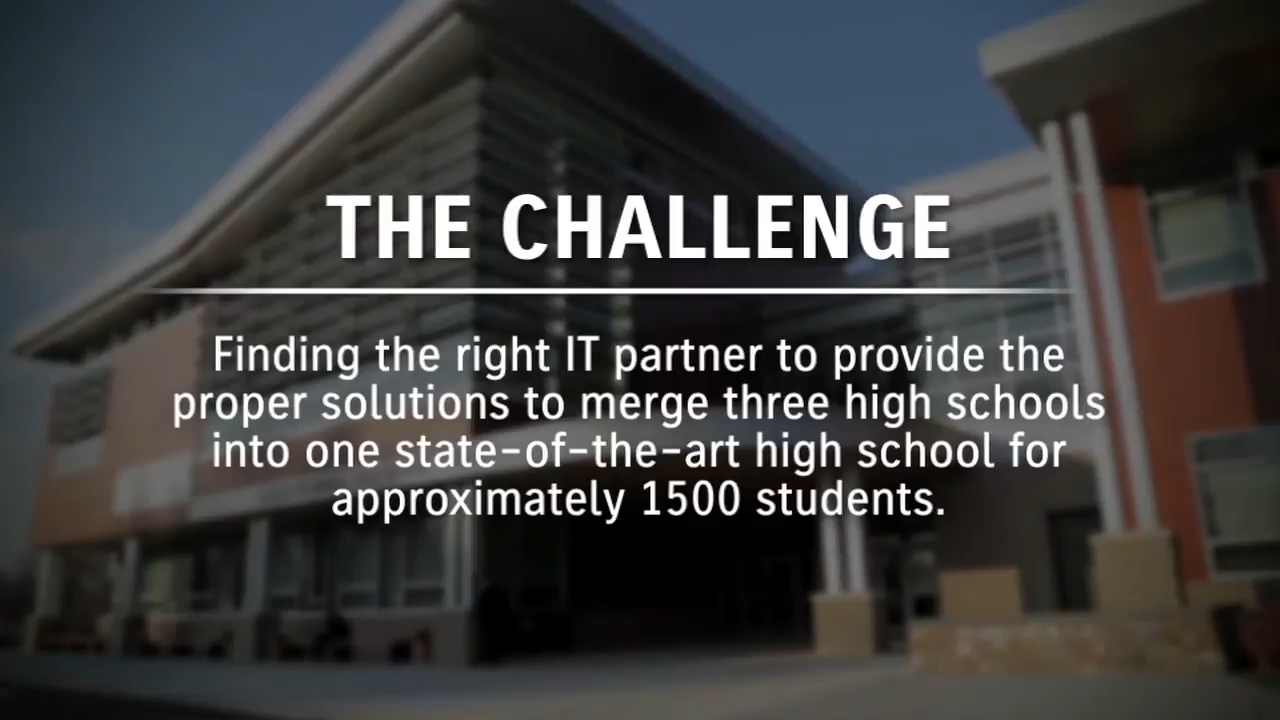 THE CHALLENGE
Finding the right IT partner to provide the
proper solutions to merge three high schools
into one state-of-the-art high school for
approximately 1500 students.